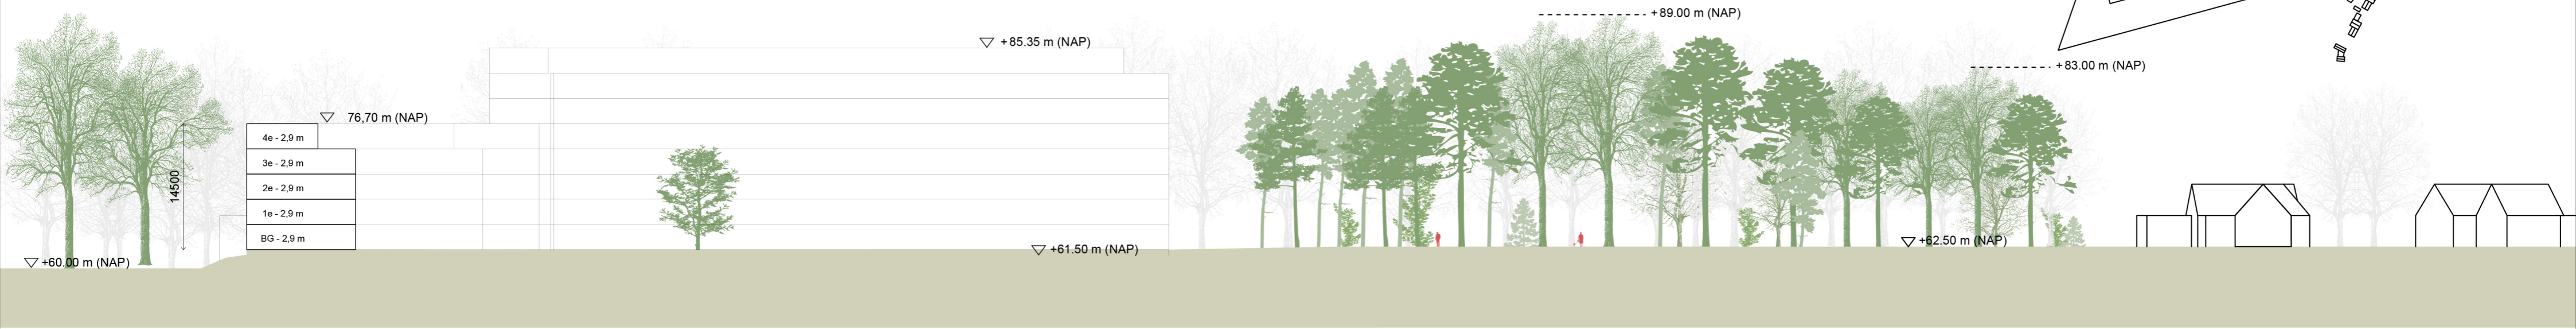 + 89.00 m (NAP)
+ 85.35 m (NAP)
+ 83.00 m (NAP)
76,70 m (NAP)
4e - 2,9 m
3e - 2,9 m
2e - 2,9 m
1e - 2,9 m
BG - 2,9 m
14500
+60.00 m (NAP)
+61.50 m (NAP)
+62.50 m (NAP)